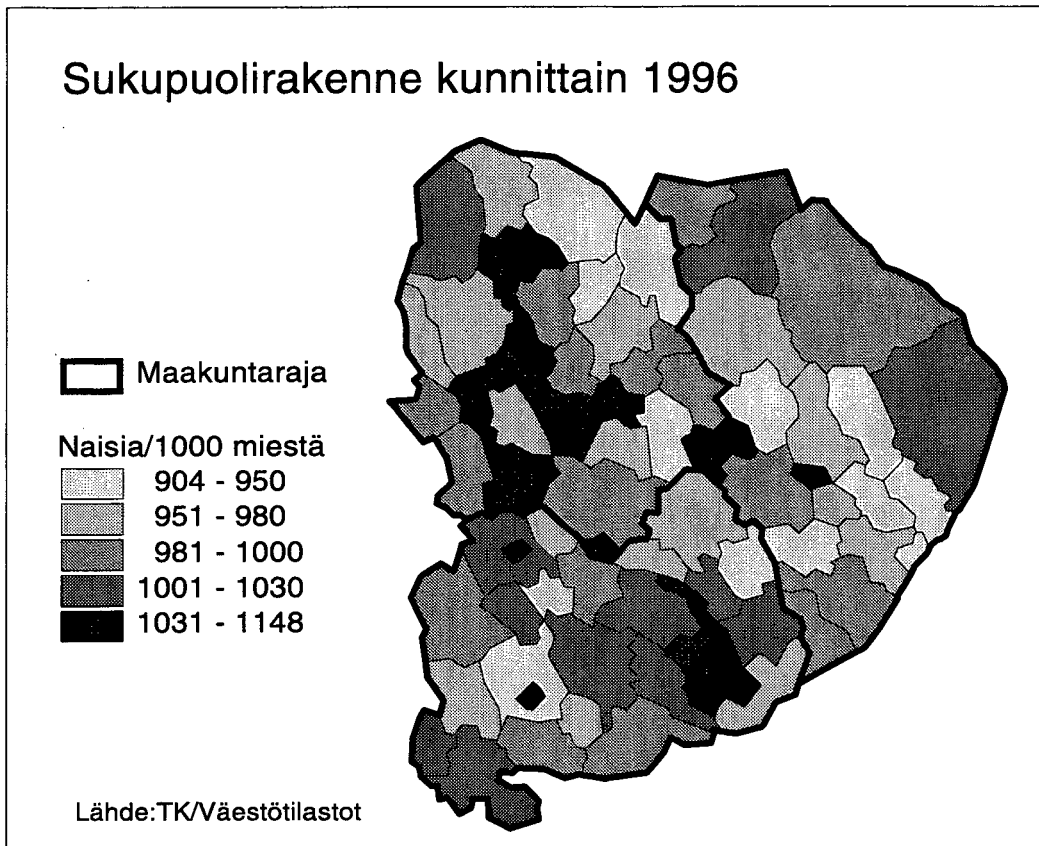 Sukupuolirakenne kunnittain 1996
Maakuntaraja
Naisia/1000 miestä
904 - 950
951 - 980
981 - 1000
1001 - 1030
1031 - 1148
Lähde:TK/Väestötilastot